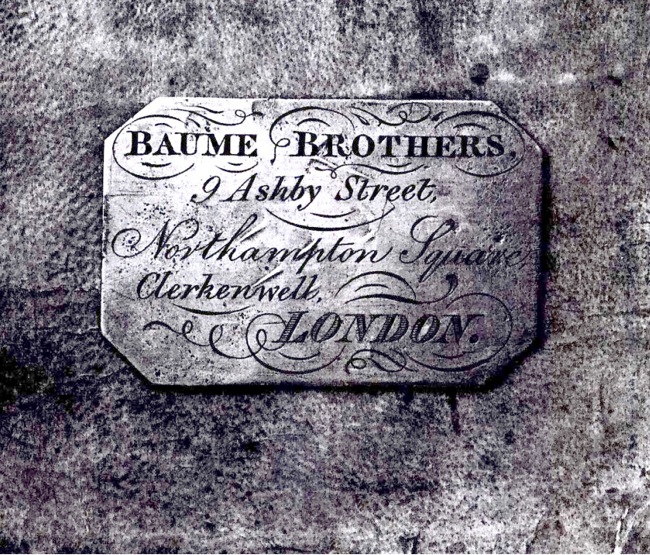 BAUME BROTHERS,
9 Ashby Street,
Northampton Square
Clerkenwell,
LONDON.